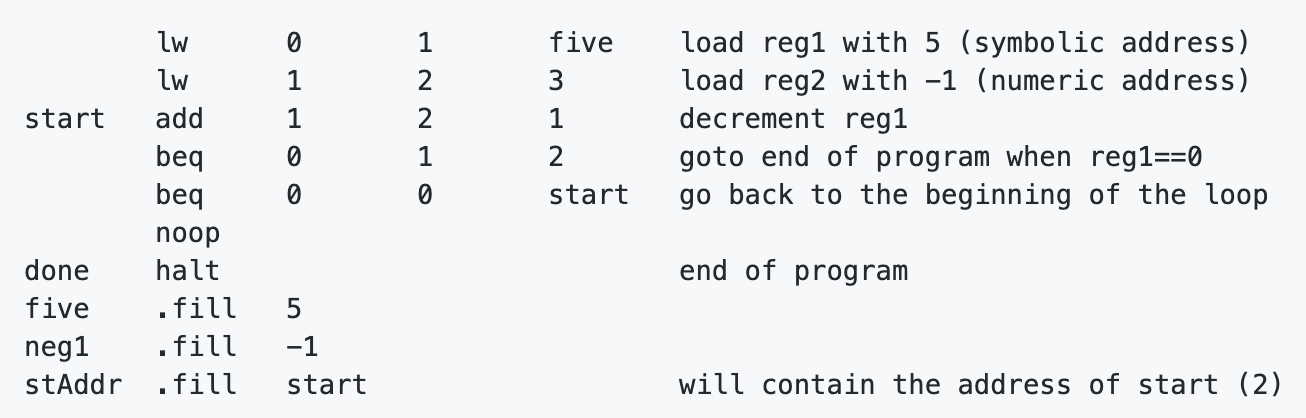 lw      0       1       five    load reg1 with 5 (symbolic address)
        lw      1       2       3       load reg2 with -1 (numeric address)
start   add     1       2       1       decrement reg1
        beq     0       1       2       goto end of program when reg1==0
        beq     0       0       start   go back to the beginning of the loop
        noop
done    halt                            end of program
five    .fill   5
neg1    .fill   -1
stAddr  .fill   start                   will contain the address of start (2)